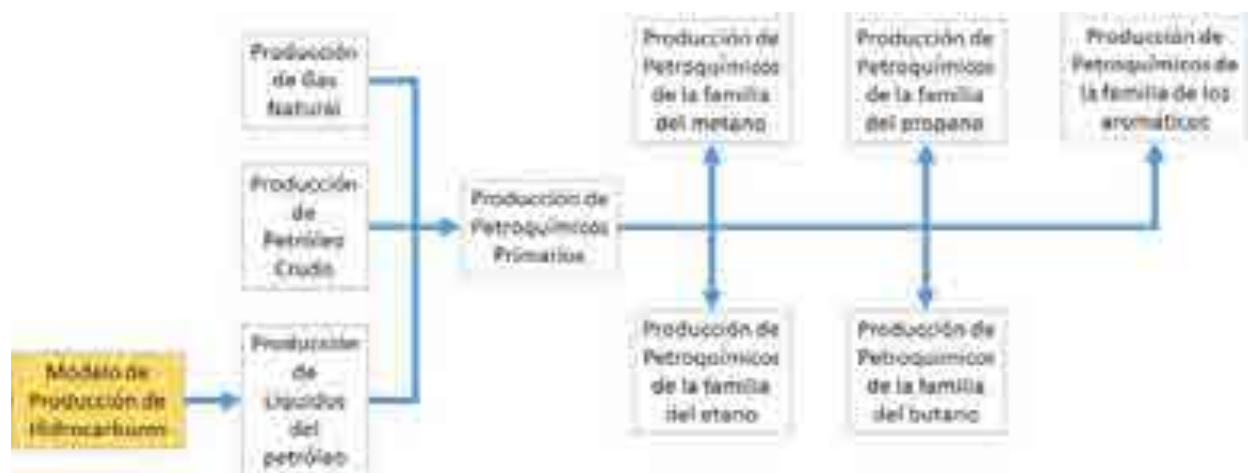 Producción
de Gas
Natural
Producción
de
Petróleo
Crudo
Modelo de
Producción de
Hidrocarburos
Producción
de
Líquidos
del
petróleo
Producción de
Petroquímicos
Primarios
Producción de
Petroquímicos
de la familia
del metano
Producción de
Petroquímicos
de la familia
del propano
Producción de
Petroquímicos de
la familia de los
aromáticos
Producción de
Petroquímicos
de la familia
del etano
Producción de
Petroquímicos
de la familia
del butano